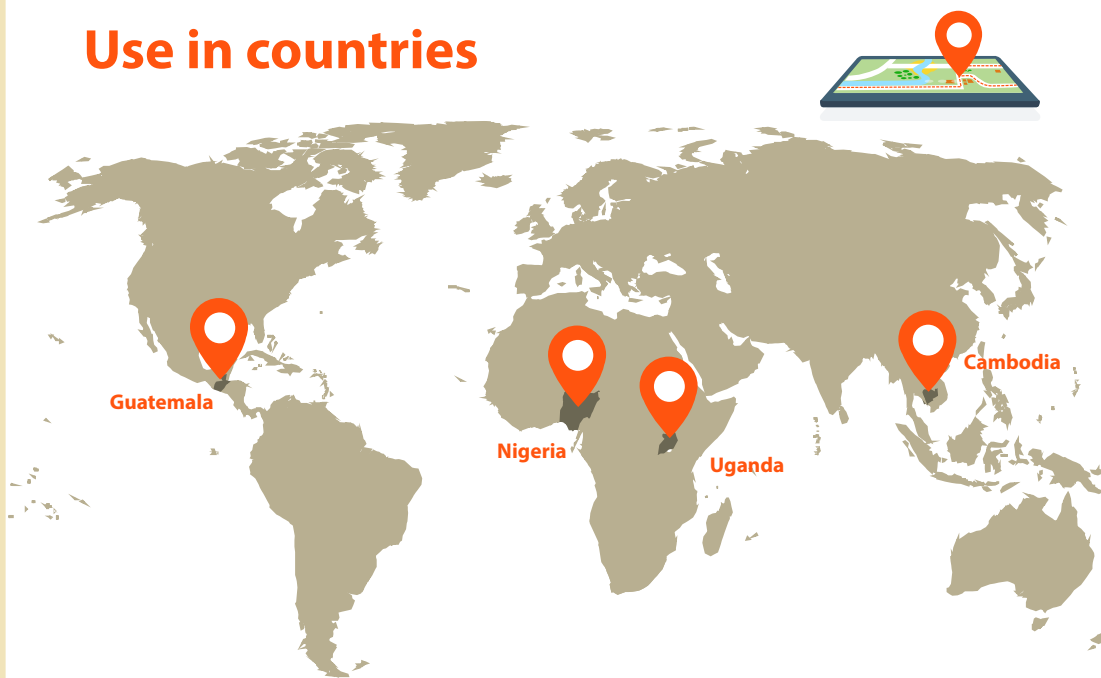 Use in countries
Cambodia
Guatemala
Nigeria
Uganda